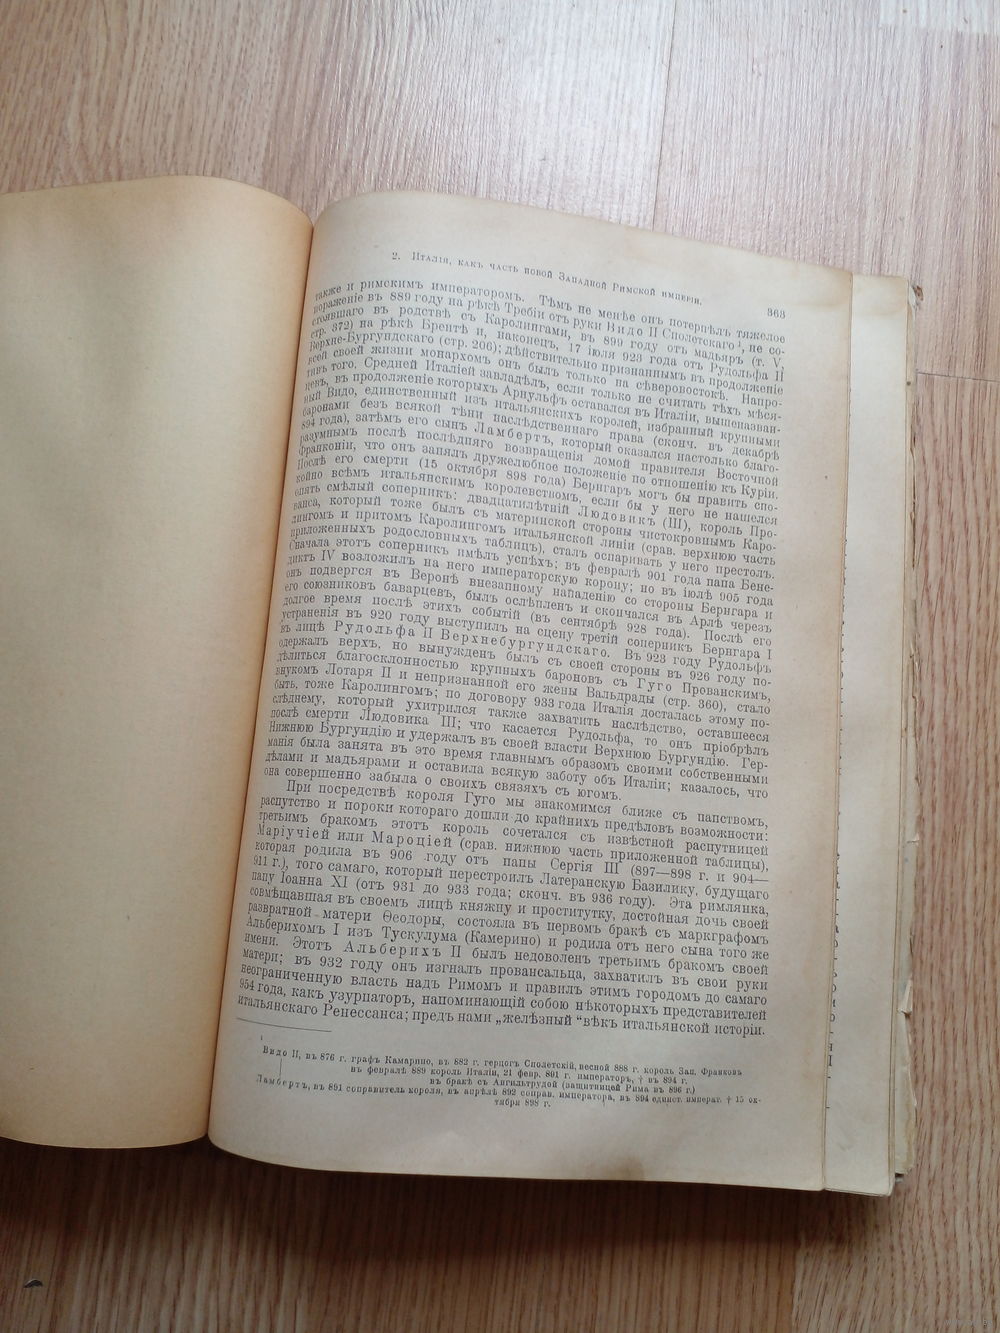 2. Италія, какъ часть новой Западной Римской имперіи.
363
также и римскимъ императоромъ. Тѣмъ не менѣе онъ потерпѣлъ тяжелое
пораженіе въ 889 году на рѣкѣ Требіи отъ руки Видо II Сполетскаго¹, не со-
стоявшаго въ родствѣ съ Каролингами, въ 899 году отъ мадьяръ (т. V,
стр. 372) на рѣкѣ Брентѣ и, наконецъ, 17 іюля 923 года отъ Рудольфа II
Верхне-Бургундскаго (стр. 206); дѣйствительно признаннымъ въ продолженіе
всей своей жизни монархомъ онъ былъ только на сѣверовостокѣ. Напро-
тивъ того, Средней Италіей завладѣлъ, если только не считать тѣхъ мѣся-
цевъ, въ продолженіе которыхъ Арнульфъ оставался въ Италіи, вышеназван-
ный Видо, единственный изъ итальянскихъ королей, избранный крупными
баронами безъ всякой тѣни наслѣдственнаго права (сконч. въ декабрѣ
894 года), затѣмъ его сынъ Ламбертъ, который оказался настолько благо-
разумнымъ послѣ послѣдняго возвращенія домой правителя Восточной
Франконіи, что онъ занялъ дружелюбное положеніе по отношенію къ Куріи.
Послѣ его смерти (15 октября 898 года) Бернгаръ могъ бы править спо-
койно всѣмъ итальянскимъ королевствомъ, если бы у него не нашелся
опять смѣлый соперникъ: двадцатилѣтній Людовикъ (III), король Про-
ванса, который тоже былъ съ материнской стороны чистокровнымъ Каро-
лингомъ и притомъ Каролингомъ итальянской линіи (срав. верхнюю часть
приложенныхъ родословныхъ таблицъ), сталъ оспаривать у него престолъ.
Сначала этотъ соперникъ имѣлъ успѣхъ; въ февралѣ 901 года папа Бене-
диктъ IV возложилъ на него императорскую корону; но въ іюлѣ 905 года
онъ подвергся въ Веронѣ внезапному нападенію со стороны Бернгара и
его союзниковъ баварцевъ, былъ ослѣпленъ и скончался въ Арлѣ черезъ
долгое время послѣ этихъ событій (въ сентябрѣ 928 года). Послѣ его
устраненія въ 920 году выступилъ на сцену третій соперникъ Бернгара I
въ лицѣ Рудольфа II Верхнебургундскаго. Въ 923 году Рудольфъ
одержалъ верхъ, но вынужденъ былъ съ своей стороны въ 926 году по-
дѣлиться благосклонностью крупныхъ бароновъ съ Гуго Прованскимъ,
внукомъ Лотаря II и непризнанной его жены Вальдрады (стр. 360), стало
быть, тоже Каролингомъ; по договору 933 года Италія досталась этому по-
слѣднему, который ухитрился также захватить наслѣдство, оставшееся
послѣ смерти Людовика III; что касается Рудольфа, то онъ пріобрѣлъ
Нижнюю Бургундію и удержалъ въ своей власти Верхнюю Бургундію. Гер-
манія была занята въ это время главнымъ образомъ своими собственными
дѣлами и мадьярами и оставила всякую заботу объ Италіи; казалось, что
она совершенно забыла о своихъ связяхъ съ югомъ.
При посредствѣ короля Гуго мы знакомимся ближе съ папствомъ,
распутство и пороки котораго дошли до крайнихъ предѣловъ возможности:
третьимъ бракомъ этотъ король сочетался съ извѣстной распутницей
Маріучіей или Мароціей (срав. нижнюю часть приложенной таблицы),
которая родила въ 906 году отъ папы Сергія III (897—898 г. и 904—
911 г.), того самаго, который перестроилъ Латеранскую Базилику, будущаго
папу Іоанна XI (отъ 931 до 933 года; сконч. въ 936 году). Эта римлянка,
совмѣщавшая въ своемъ лицѣ княжну и проститутку, достойная дочь своей
развратной матери Ѳеодоры, состояла въ первомъ бракѣ съ маркграфомъ
Альберихомъ I изъ Тускулума (Камерино) и родила отъ него сына того же
имени. Этотъ Альберихъ II былъ недоволенъ третьимъ бракомъ своей
матери; въ 932 году онъ изгналъ провансальца, захватилъ въ свои руки
неограниченную власть надъ Римомъ и правилъ этимъ городомъ до самаго
954 года, какъ узурпаторъ, напоминающій собою нѣкоторыхъ представителей
итальянскаго Ренессанса; предъ нами „желѣзный “вѣкъ итальянской исторіи.
¹
Видо II, въ 876 г. графъ Камарино, въ 882 г. герцогъ Сполетскій, весной 888 г. король Зап. Франковъ
въ февралѣ 889 король Италіи, 21 февр. 891 г. императоръ, † въ 894 г.
въ бракѣ съ Ангильтрудой (защитницей Рима въ 896 г.)
Ламбертъ, въ 891 соправитель короля, въ апрѣлѣ 892 соправ. императора, въ 894 единст. императ. † 15 ок-
тября 898 г.